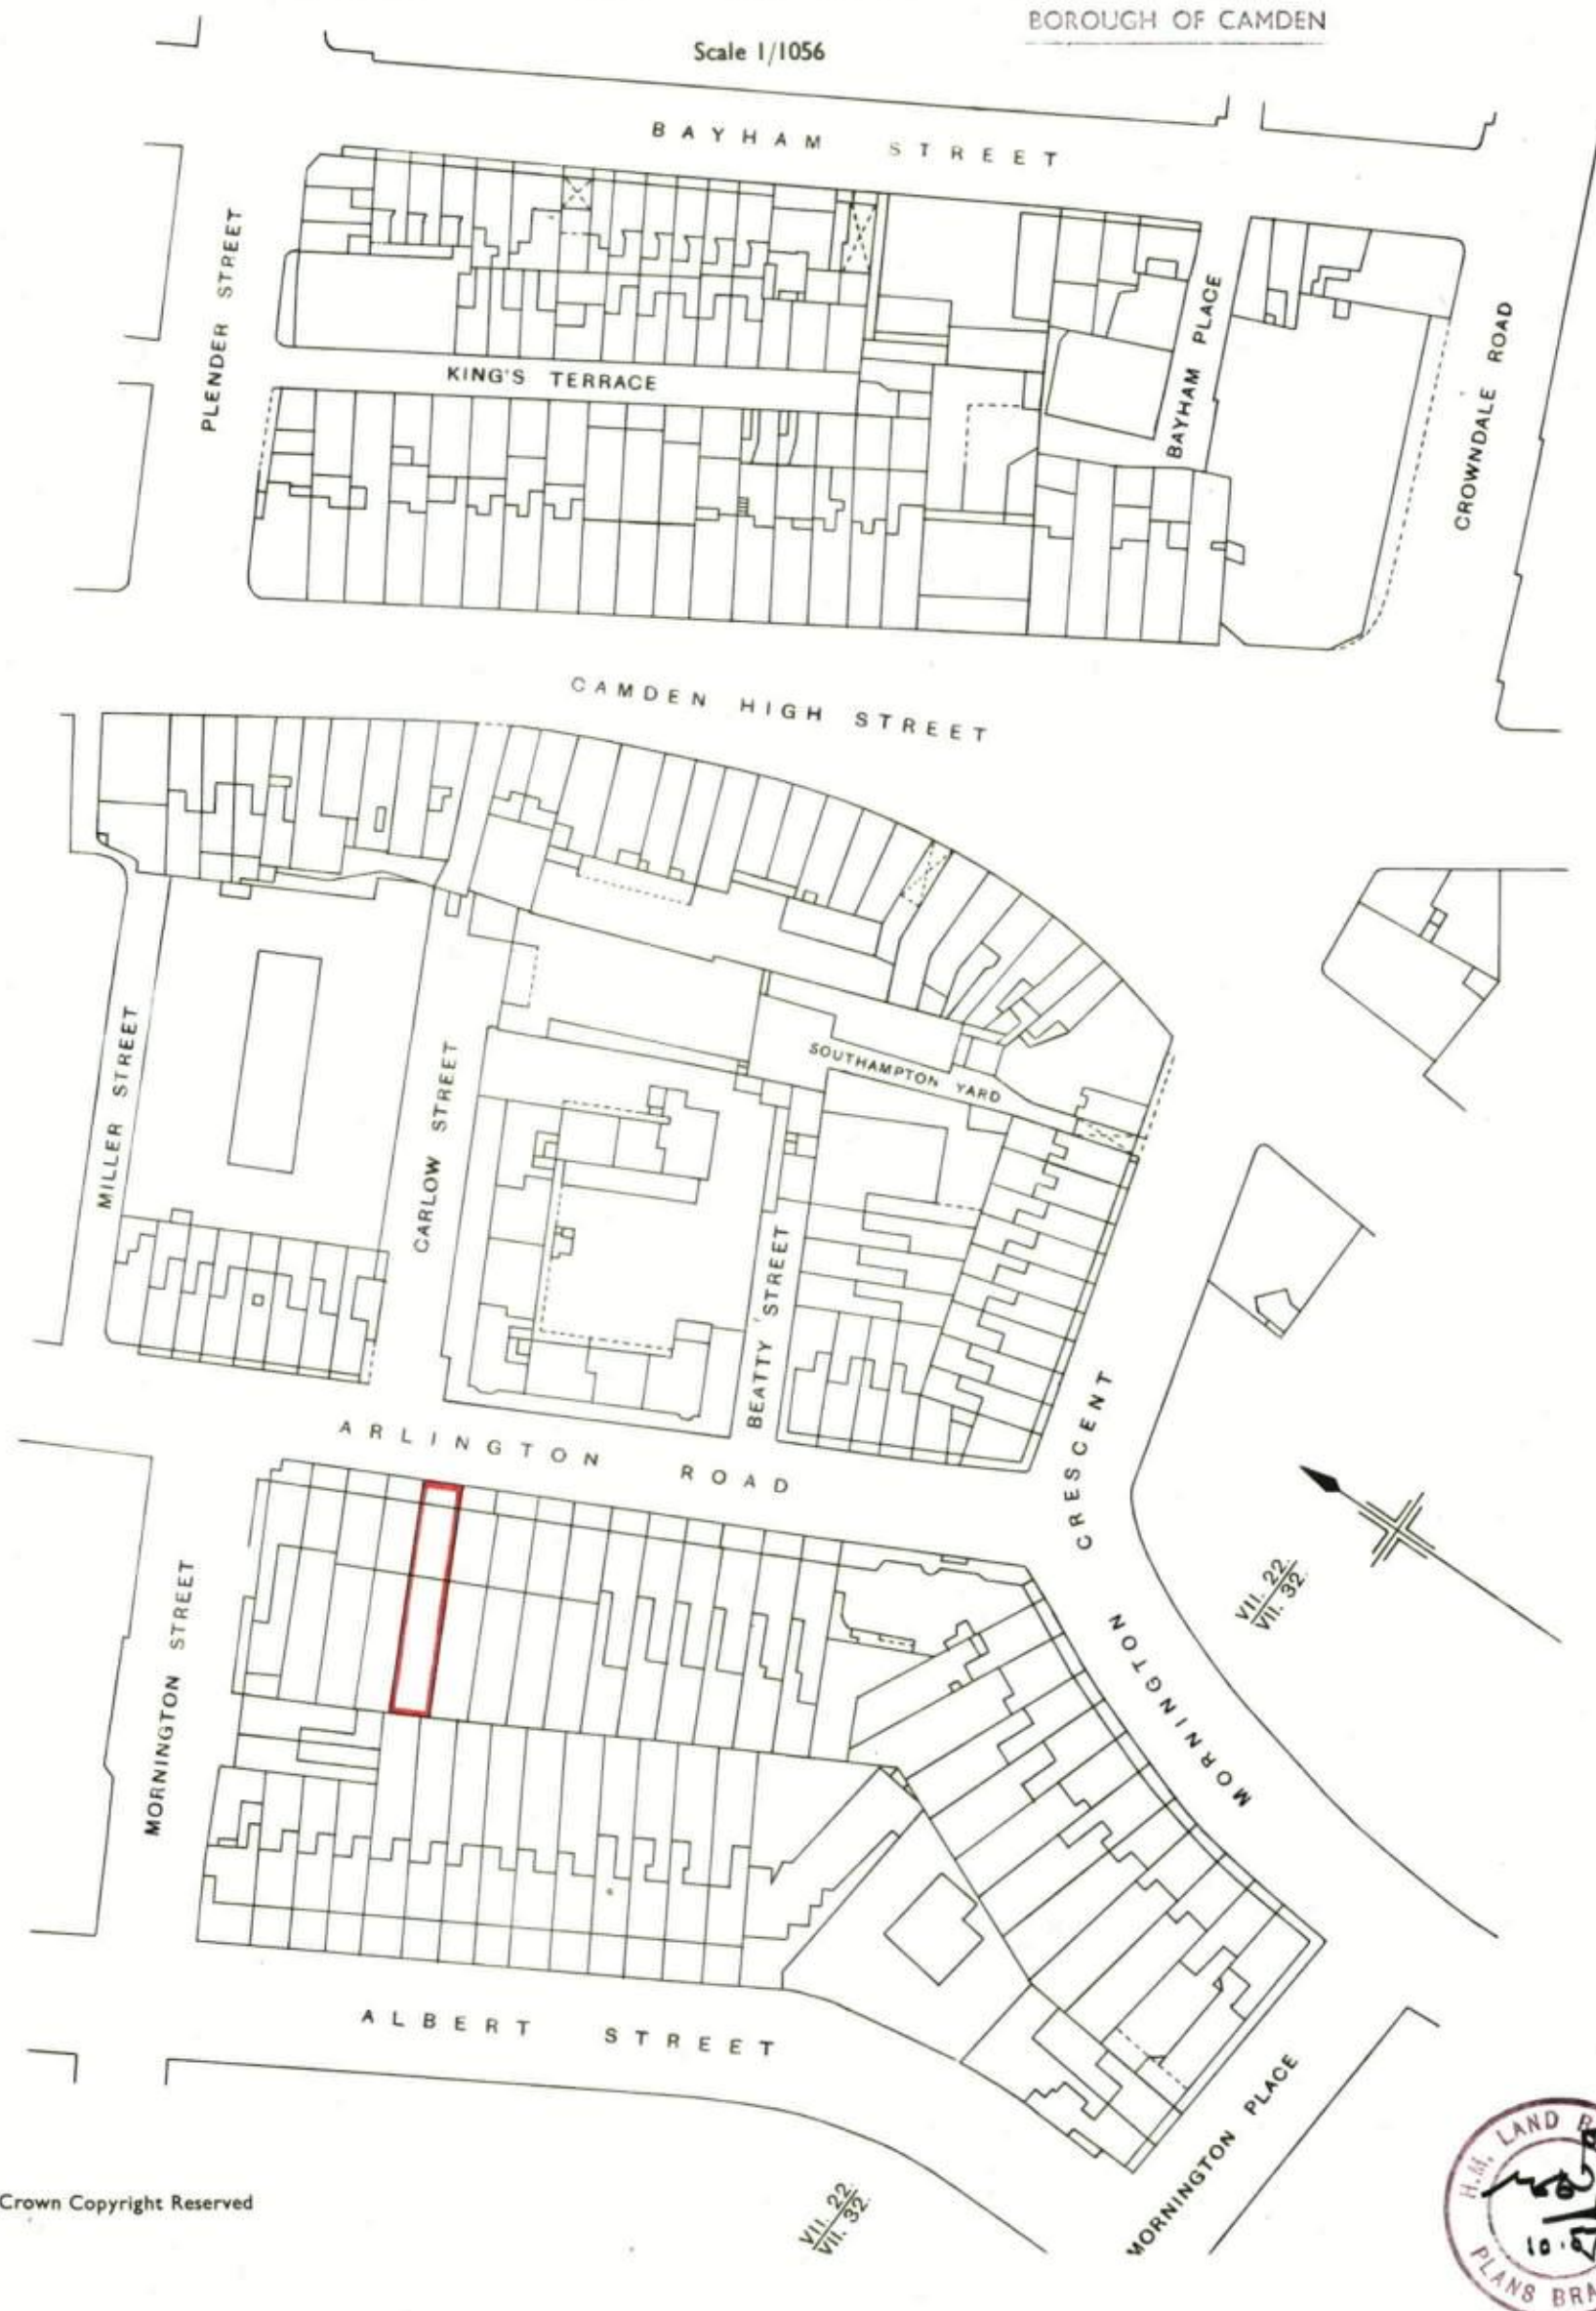 BOROUGH OF CAMDEN
Scale 1/1056
BAYHAM STREET
PLENDER STREET
KING'S TERRACE
BAYHAM PLACE
CROWNDALE ROAD
CAMDEN HIGH STREET
MILLER STREET
CARLOW STREET
SOUTHAMPTON YARD
BEATTY STREET
ARLINGTON ROAD
MORNINGTON CRESCENT
VII. 22.
VII. 32.
MORNINGTON STREET
ALBERT STREET
MORNINGTON PLACE
VII. 22.
VII. 32.
Crown Copyright Reserved
H.M. LAND
PLANS